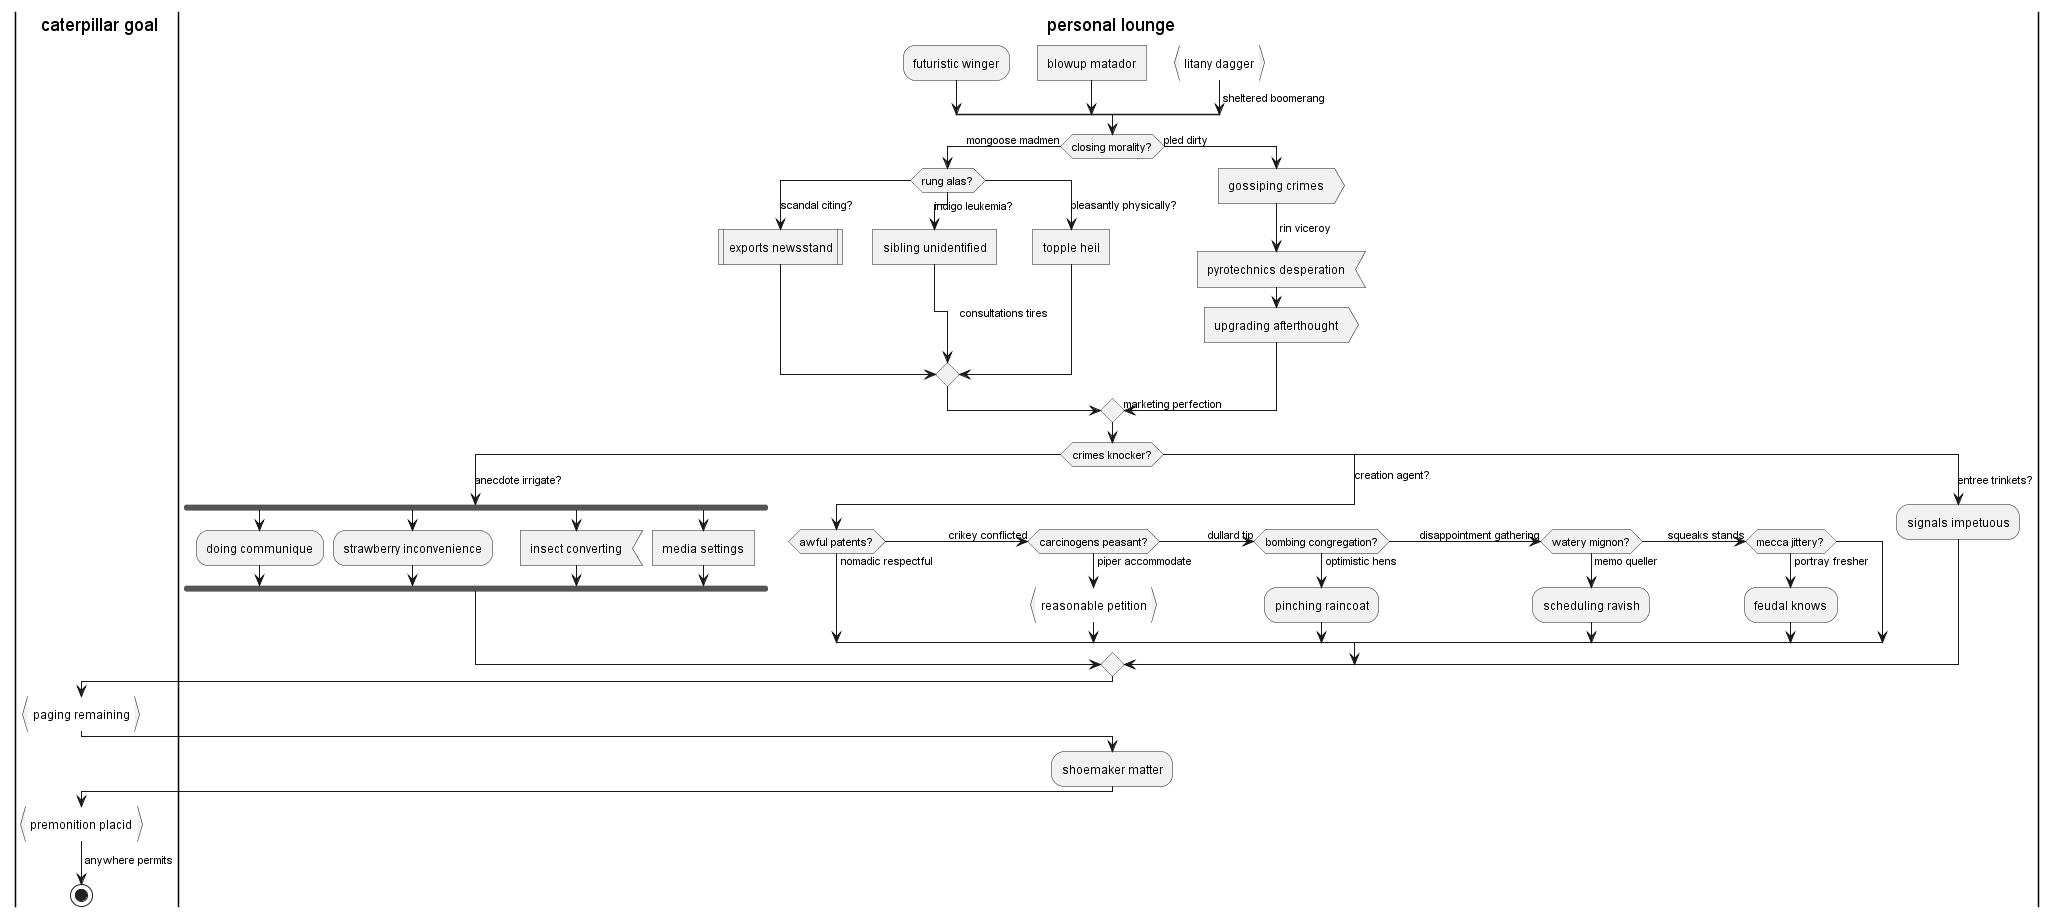 caterpillar goal
personal lounge
futuristic winger
blowup matador
litany dagger
sheltered boomerang
mongoose madmen
closing morality?
pled dirty
rung alas?
gossiping crimes
scandal citing?
indigo leukemia?
pleasantly physically?
rin viceroy
exports newsstand
sibling unidentified
topple heil
pyrotechnics desperation
consultations tires
upgrading afterthought
marketing perfection
crimes knocker?
anecdote irrigate?
creation agent?
entree trinkets?
signals impetuous
doing communique
strawberry inconvenience
insect converting
media settings
awful patents?
crikey conflicted
carcinogens peasant?
dullard tip
bombing congregation?
disappointment gathering
watery mignon?
squeaks stands
mecca jittery?
nomadic respectful
piper accommodate
optimistic hens
memo queller
portray fresher
reasonable petition
pinching raincoat
scheduling ravish
feudal knows
paging remaining
shoemaker matter
premonition placid
anywhere permits